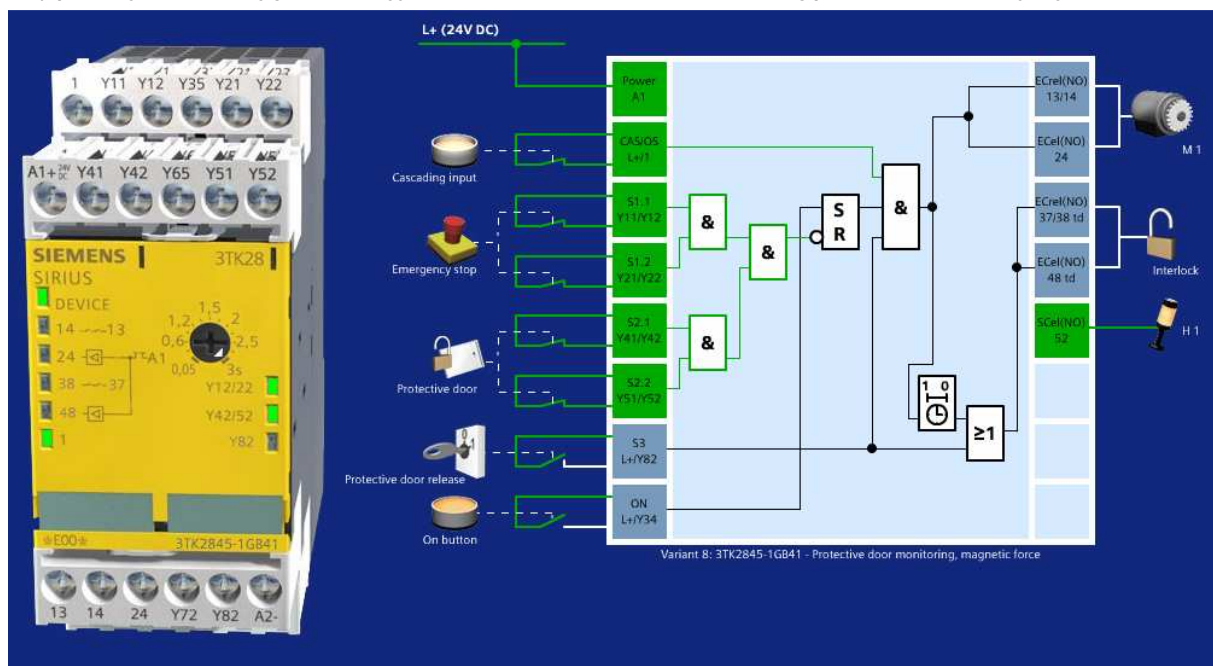 L+ (24V DC)
1 Y11 Y12 Y35 Y21 Y22
A1+ 24V DC Y41 Y42 Y65 Y51 Y52
SIEMENS 3TK28
SIRIUS
DEVICE
14 13
24 A1
38 37
48
1
1,5
1,2 2
0,6 2,5
0,05 3s
Y12/22
Y42/52
Y82
E00
3TK2845-1GB41
13 14 24 Y72 Y82 A2-
Cascading input
Emergency stop
Protective door
Protective door release
On button
Power
A1
CAS/OS
L+/1
S1.1
Y11/Y12
S1.2
Y21/Y22
S2.1
Y41/Y42
S2.2
Y51/Y52
S3
L+/Y82
ON
L+/Y34
&
&
&
S
R
&
1 0
≥1
ECrel(NO)
13/14
ECel(NO)
24
ECrel(NO)
37/38 td
ECel(NO)
48 td
SCel(NO)
52
M 1
Interlock
H 1
Variant 8: 3TK2845-1GB41 - Protective door monitoring, magnetic force